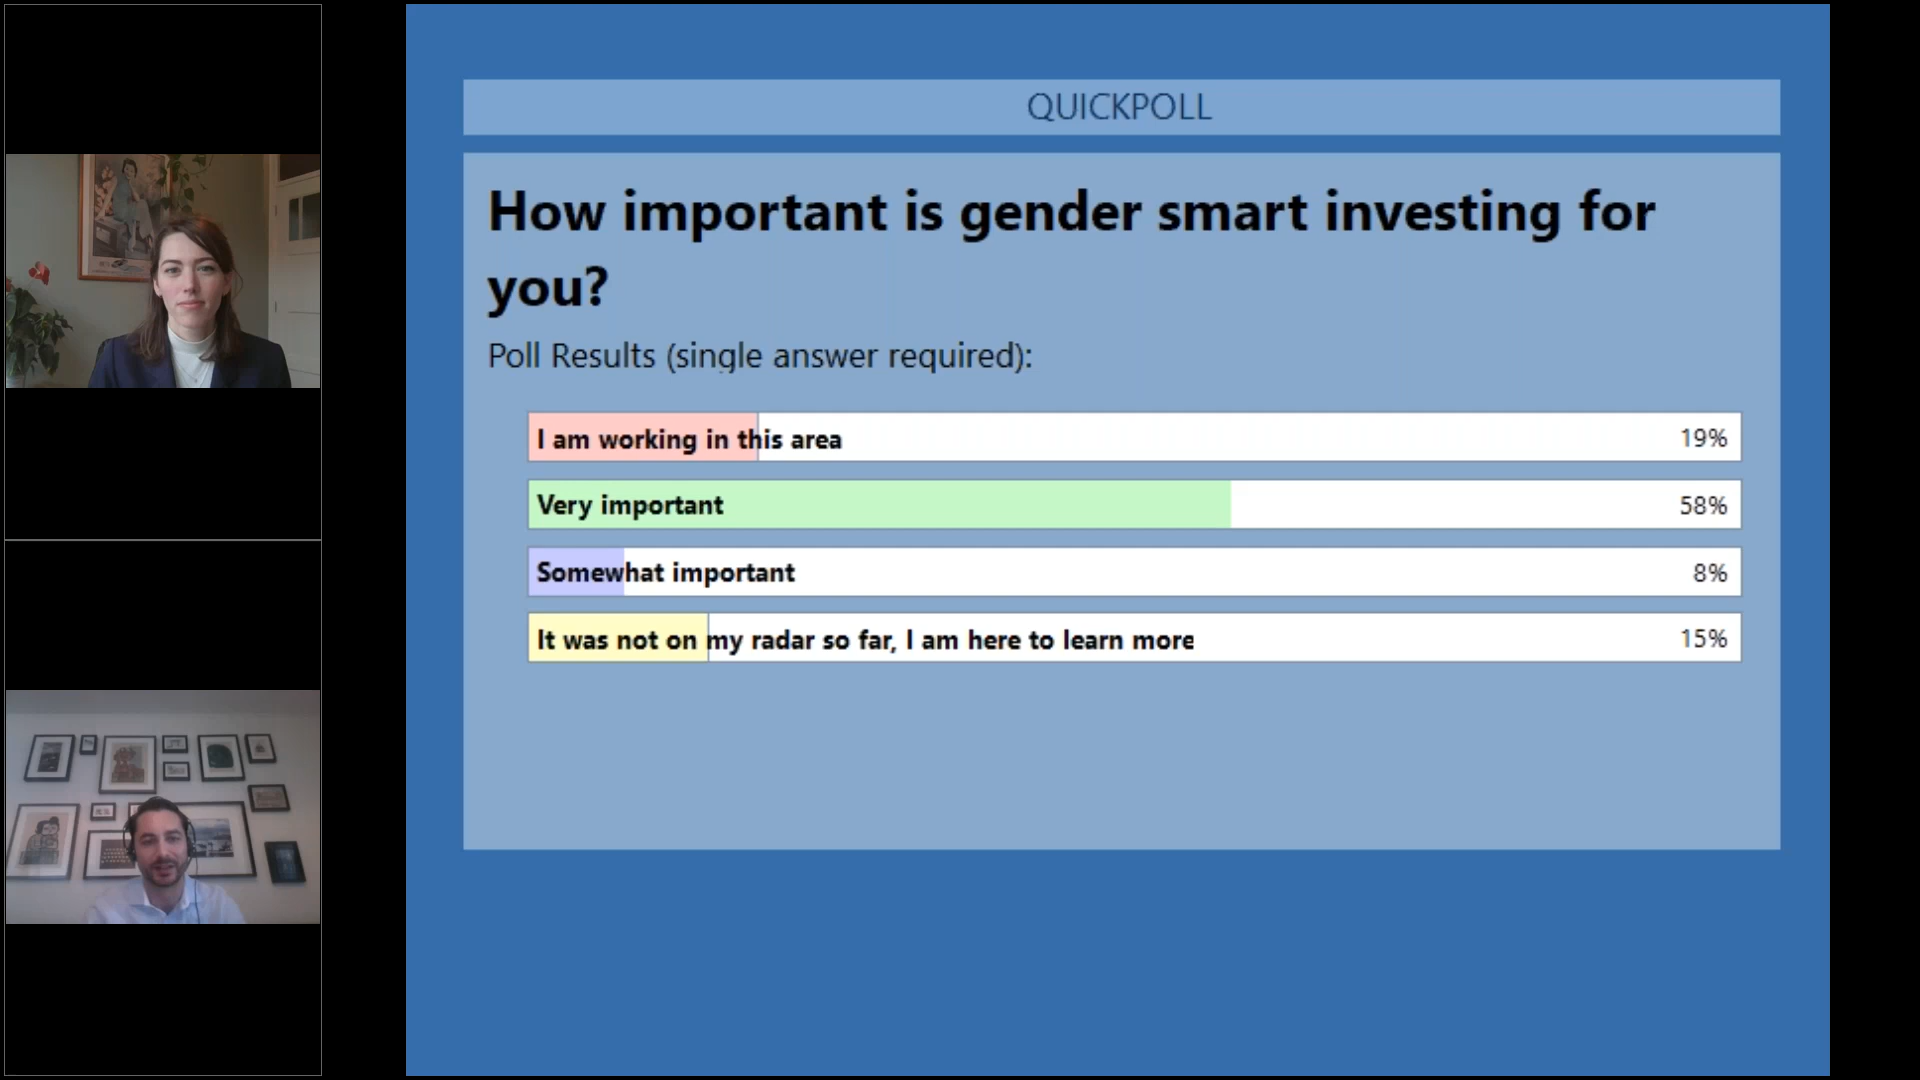 QUICKPOLL
How important is gender smart investing for
you?
Poll Results (single answer required):
I am working in this area 19%
Very important 58%
Somewhat important 8%
It was not on my radar so far, I am here to learn more 15%